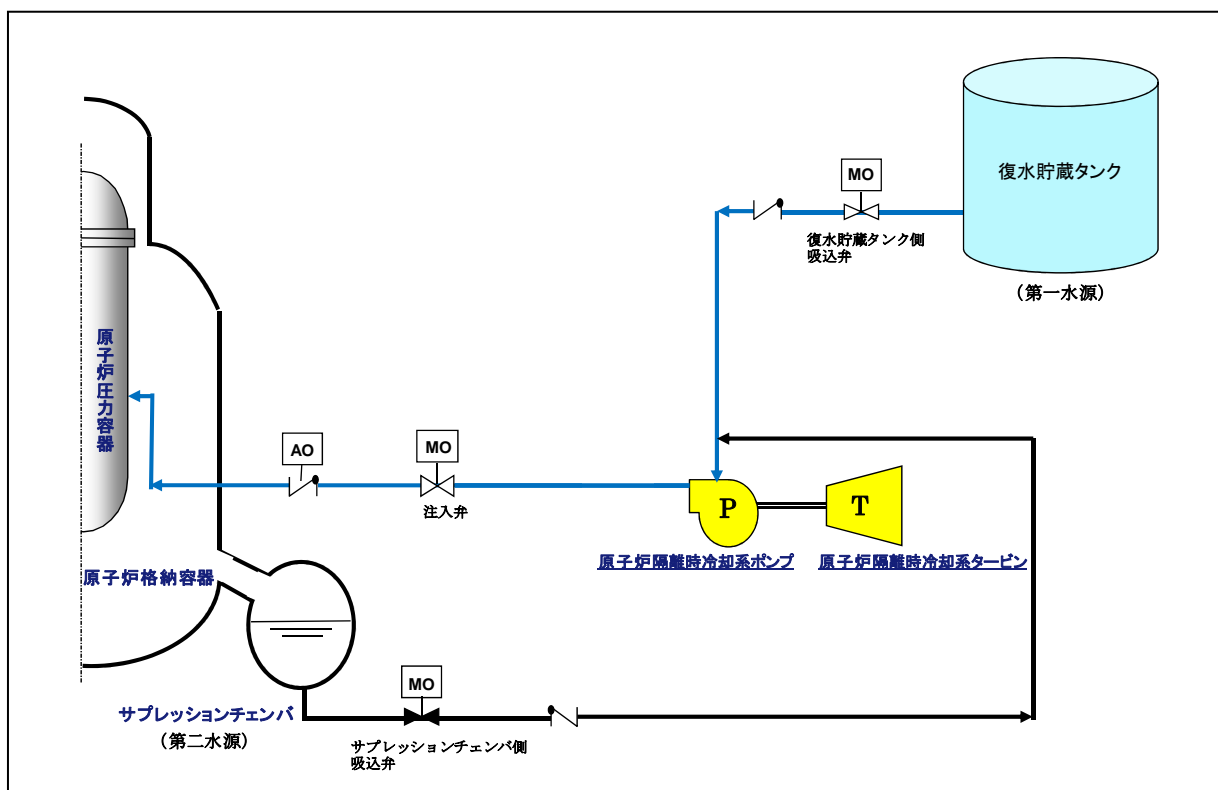 復水貯蔵タンク
(第一水源)
MO
復水貯蔵タンク側
吸込弁
原子炉圧力容器
AO
MO
注入弁
P
T
原子炉隔離時冷却系ポンプ
原子炉隔離時冷却系タービン
原子炉格納容器
サプレッションチェンバ
(第二水源)
MO
サプレッションチェンバ側
吸込弁